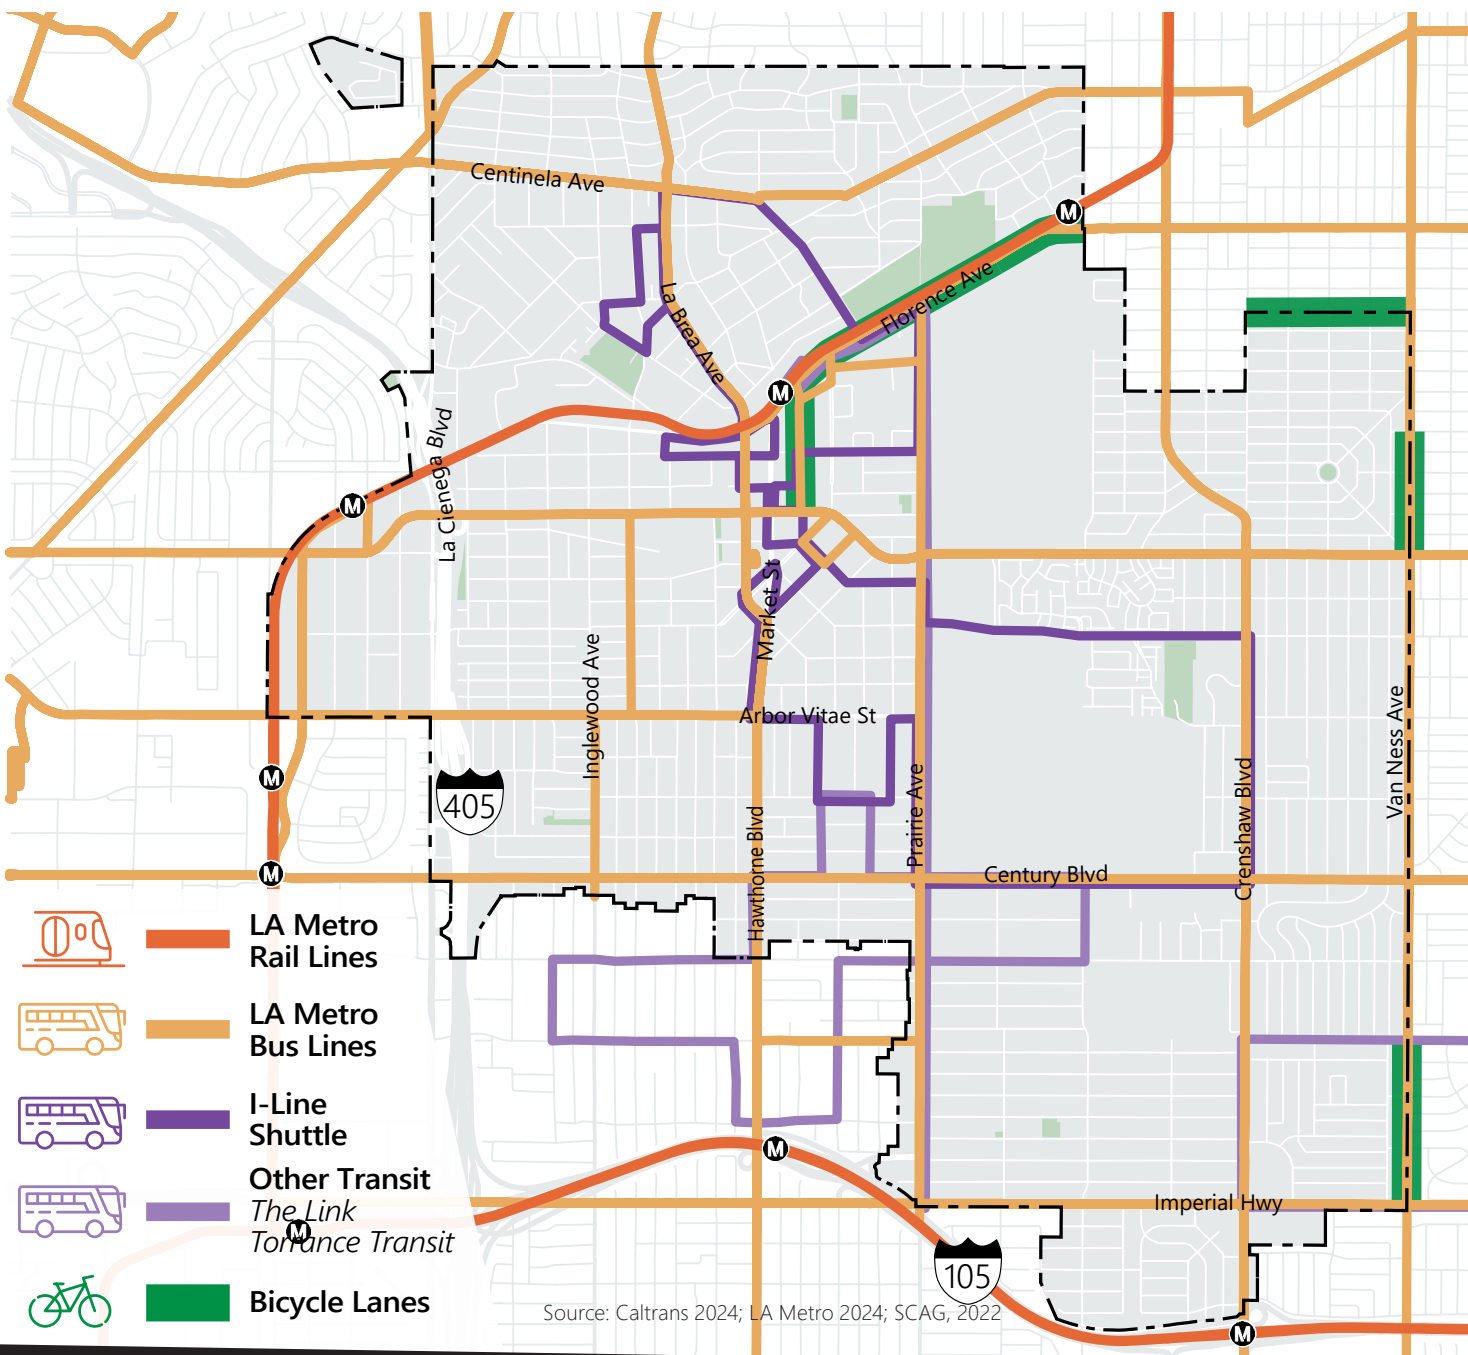 Centinela Ave
M
La Brea Ave
Florence Ave
M
La Cienega Blvd
M
Market St
Inglewood Ave
Arbor Vitae St
Van Ness Ave
M
405
Prairie Ave
Crenshaw Blvd
Hawthorne Blvd
M
Century Blvd
LA Metro
Rail Lines
LA Metro
Bus Lines
I-Line
Shuttle
M
Other Transit
The Link
Imperial Hwy
M
Torrance Transit
105
Bicycle Lanes
Source: Caltrans 2024; LA Metro 2024; SCAG, 2022
M